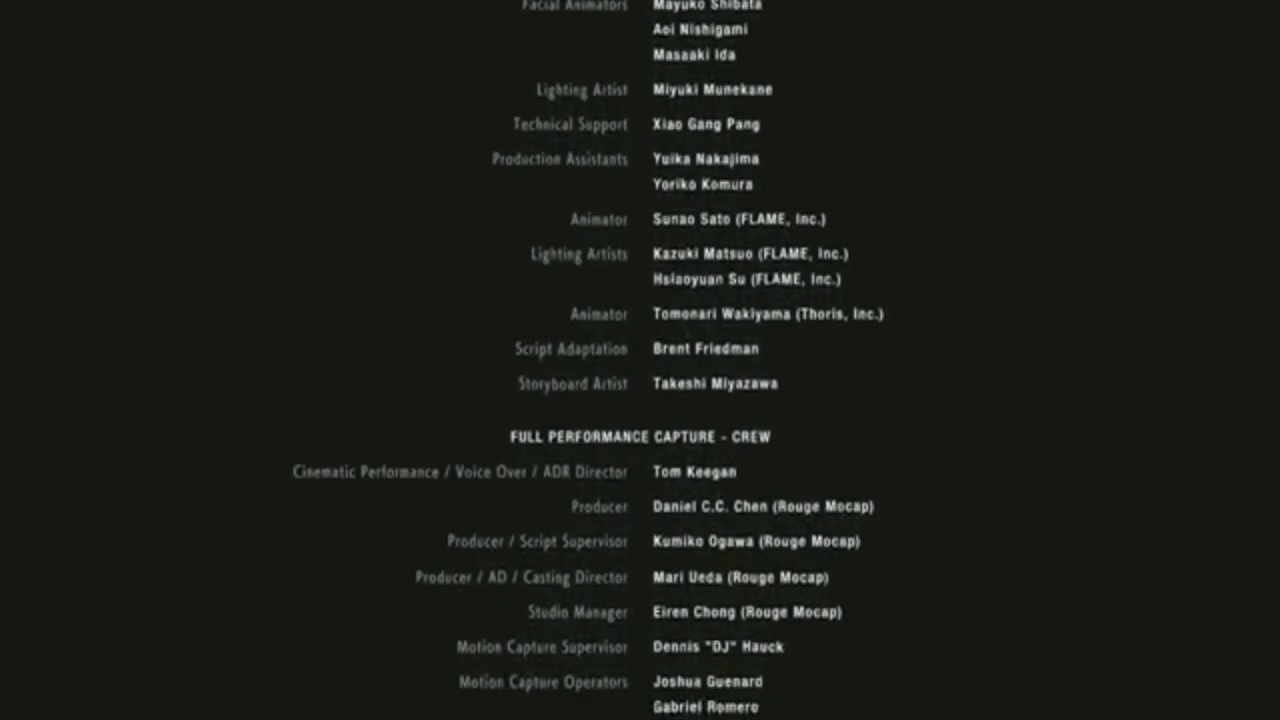 Facial Animators Mayuko Shibata
Aoi Nishigami
Masaaki Ida
Lighting Artist Miyuki Munekane
Technical Support Xiao Gang Pang
Production Assistants Yuika Nakajima
Yoriko Komura
Animator Sunao Sato (FLAME, Inc.)
Lighting Artists Kazuki Matsuo (FLAME, Inc.)
Hsiaoyuan Su (FLAME, Inc.)
Animator Tomonari Wakiyama (Thoris, Inc.)
Script Adaptation Brent Friedman
Storyboard Artist Takeshi Miyazawa
FULL PERFORMANCE CAPTURE - CREW
Cinematic Performance / Voice Over / ADR Director Tom Keegan
Producer Daniel C.C. Chen (Rouge Mocap)
Producer / Script Supervisor Kumiko Ogawa (Rouge Mocap)
Producer / AD / Casting Director Mari Ueda (Rouge Mocap)
Studio Manager Eiren Chong (Rouge Mocap)
Motion Capture Supervisor Dennis "DJ" Hauck
Motion Capture Operators Joshua Guenard
Gabriel Romero